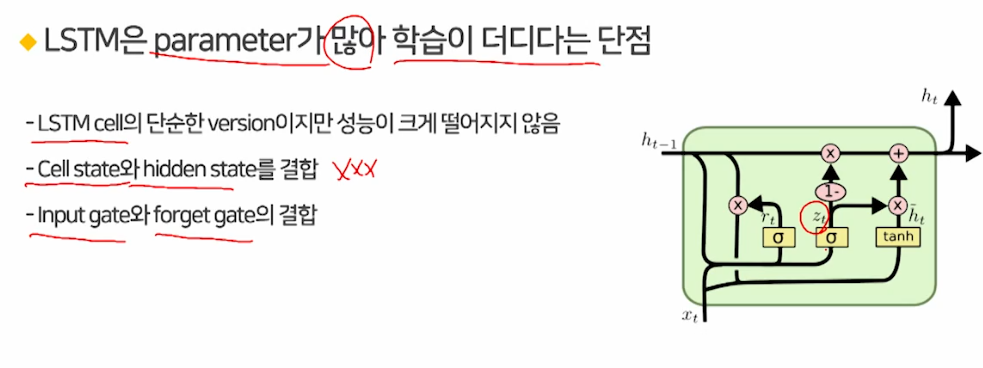 ◆ LSTM은 parameter가 많아 학습이 더디다는 단점
- LSTM cell의 단순한 version이지만 성능이 크게 떨어지지 않음
- Cell state와 hidden state를 결합 XXX
- Input gate와 forget gate의 결합
h_t
h_{t-1}
x +
1-
x r_t z_t x h̃_t
σ σ tanh
x_t